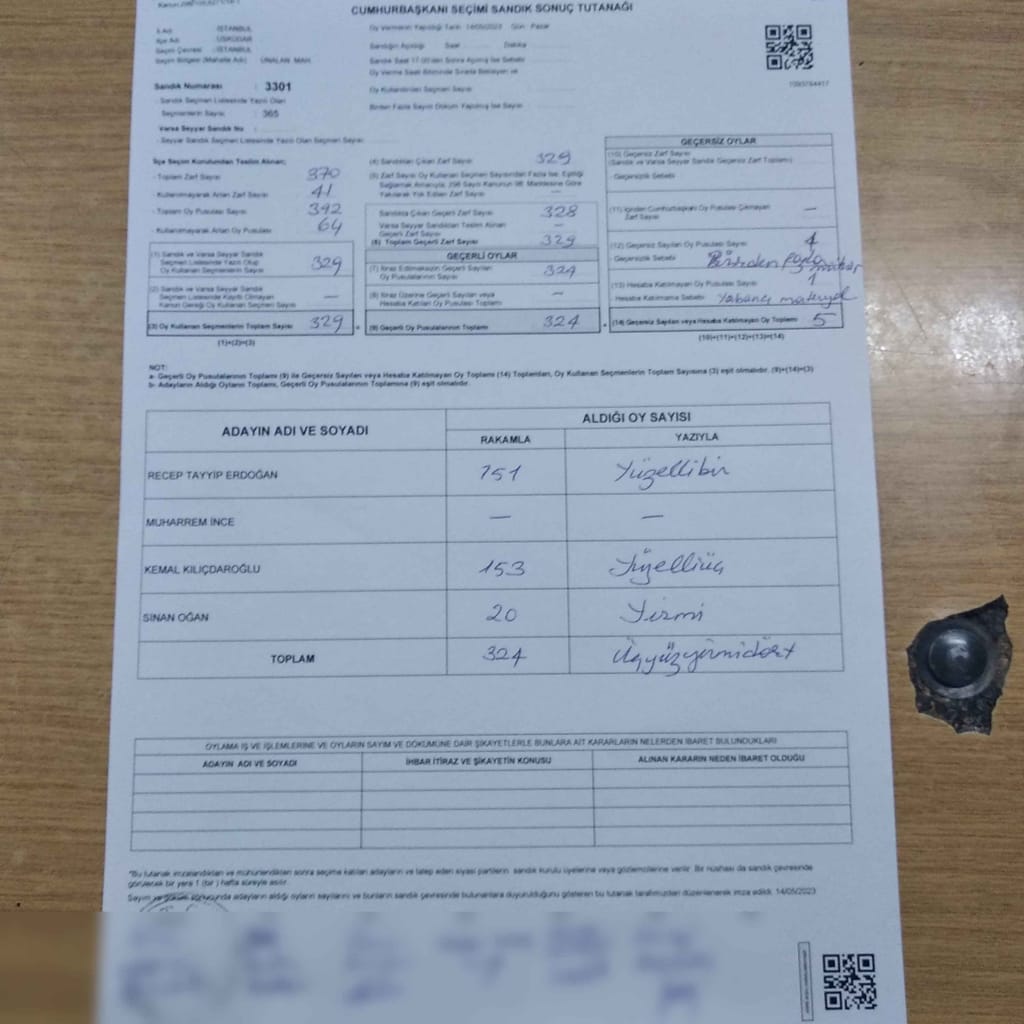 CUMHURBAŞKANI SEÇİMİ SANDIK SONUÇ TUTANAĞI
İli Adı : İSTANBUL
İlçe Adı : ÜSKÜDAR
Seçim Çevresi : İSTANBUL
Seçim Bölgesi (Mahalle Adı) ÜNALAN MAH.
Sandık Numarası : 3301
Sandık Seçmen Listesinde Yazılı Olan
Seçmenlerin Sayısı : 365
Varsa Seyyar Sandık No :
- Seyyar Sandık Seçmen Listesinde Yazılı Olan Seçmen Sayısı
Oy Vermenin Yapıldığı Tarih 14/05/2023 Gün Pazar
Sandığın Açıldığı Saat Dakika
Sandık Saat 17.00'den Sonra Açılmış İse Sebebi
Oy Verme Saati Bitiminde Sırada Bekleyen ve
Oy Kullandırılan Seçmen Sayısı
Birden Fazla Sayım Döküm Yapılmış İse Sayısı
İlçe Seçim Kurulundan Teslim Alınan;
- Toplam Zarf Sayısı 370
- Kullanılmayarak Artan Zarf Sayısı 41
- Toplam Oy Pusulası Sayısı 392
- Kullanılmayarak Artan Oy Pusulası 64
(1) Sandık ve Varsa Seyyar Sandık
Seçmen Listesinde Yazılı Olup
Oy Kullanan Seçmenlerin Sayısı 329
(2) Sandık ve Varsa Seyyar Sandık
Seçmen Listesinde Kayıtlı Olmayan
Kanun Gereği Oy Kullanan Seçmen Sayısı —
(3) Oy Kullanan Seçmenlerin Toplam Sayısı 329
(1)+(2)=(3)
(4) Sandıktan Çıkan Zarf Sayısı 329
(5) Zarf Sayısı Oy Kullanan Seçmen Sayısından Fazla İse, Eşitliği
Sağlamak Amacıyla, 298 Sayılı Kanunun 98. Maddesine Göre
Yakılarak Yok Edilen Zarf Sayısı —
Sandıkta Çıkan Geçerli Zarf Sayısı 328
Varsa Seyyar Sandıktan Teslim Alınan
Geçerli Zarf Sayısı —
(6) Toplam Geçerli Zarf Sayısı 329
GEÇERLİ OYLAR
(7) İtiraz Edilmeksizin Geçerli Sayılan
Oy Pusulalarının Sayısı 324
(8) İtiraz Üzerine Geçerli Sayılan veya
Hesaba Katılan Oy Pusulası Toplamı —
(9) Geçerli Oy Pusulalarının Toplamı 324
GEÇERSİZ OYLAR
(10) Geçersiz Zarf Sayısı
(Sandık ve Varsa Seyyar Sandık Geçersiz Zarf Toplamı)
- Geçersizlik Sebebi
(11) İçinden Cumhurbaşkanı Oy Pusulası Çıkmayan
Zarf Sayısı —
(12) Geçersiz Sayılan Oy Pusulası Sayısı 4
- Geçersizlik Sebebi Birden fazla mühür
(13) Hesaba Katılmayan Oy Pusulası Sayısı 1
Hesaba Katılmama Sebebi Yabancı materyal
(14) Geçersiz Sayılan veya Hesaba Katılmayan Oy Toplamı 5
(10)+(11)+(12)+(13)=(14)
NOT:
a- Geçerli Oy Pusulalarının Toplamı (9) ile Geçersiz Sayılan veya Hesaba Katılmayan Oy Toplamı (14) Toplamları, Oy Kullanan Seçmenlerin Toplam Sayısına (3) eşit olmalıdır. (9)+(14)=(3)
b- Adayların Aldığı Oyların Toplamı, Geçerli Oy Pusulalarının Toplamına (9) eşit olmalıdır.
ADAYIN ADI VE SOYADI ALDIĞI OY SAYISI
RAKAMLA YAZIYLA
RECEP TAYYİP ERDOĞAN 151 Yüzellibir
MUHARREM İNCE — —
KEMAL KILIÇDAROĞLU 153 Yüzelliüç
SİNAN OĞAN 20 Yirmi
TOPLAM 324 Üçyüzyirmidört
OYLAMA İŞ VE İŞLEMLERİNE VE OYLARIN SAYIM VE DÖKÜMÜNE DAİR ŞİKAYETLERLE BUNLARA AİT KARARLARIN NELERDEN İBARET BULUNDUKLARI
ADAYIN ADI VE SOYADI İHBAR İTİRAZ VE ŞİKAYETİN KONUSU ALINAN KARARIN NEDEN İBARET OLDUĞU
*Bu tutanak imzalandıktan ve mühürlendikten sonra seçime katılan adayların ve talep eden siyasi partilerin sandık kurulu üyelerine veya gözlemcilerine verilir. Bir nüshası da sandık çevresinde
görülecek bir yere 1 (bir) hafta süreyle asılır.
Sayım ve döküm sonucunda adayların aldığı oyların sayılarını ve bunların sandık çevresinde bulunanlara duyurulduğunu gösteren bu tutanak tarafımızdan düzenlenerek imza edildi. 14/05/2023